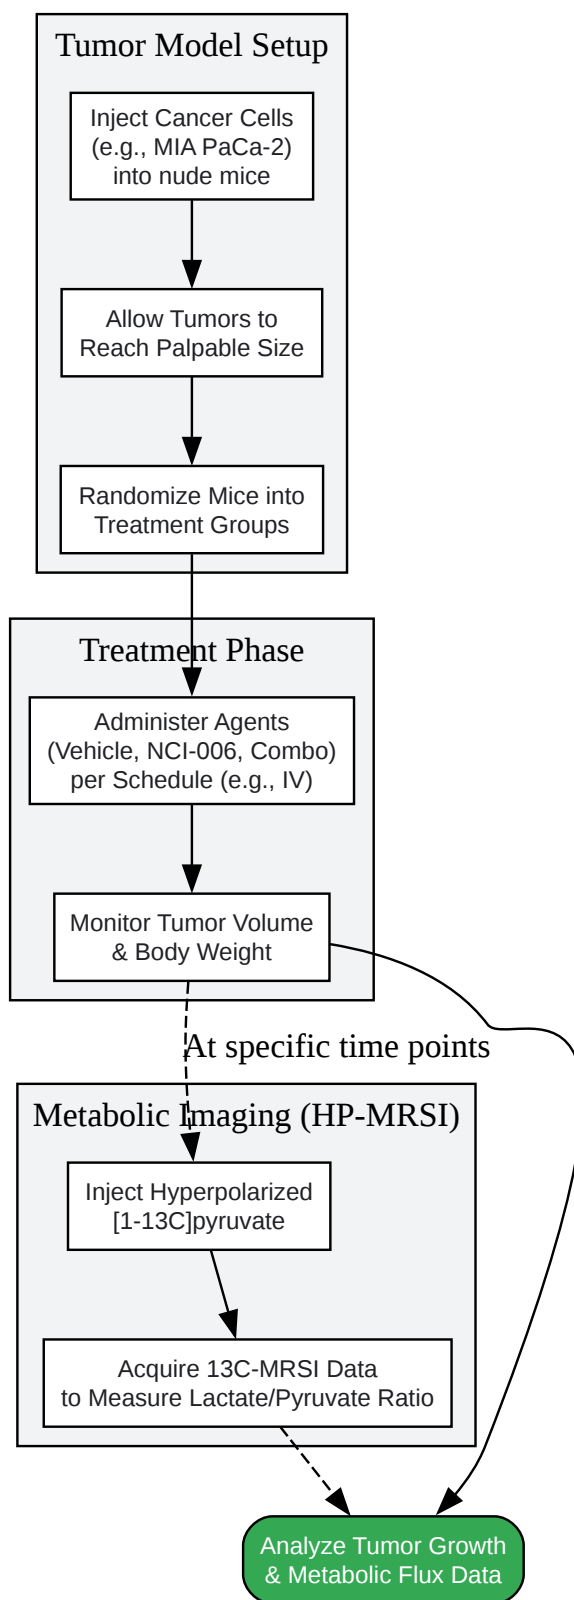 Tumor Model Setup
Inject Cancer Cells
(e.g., MIA PaCa-2)
into nude mice
Allow Tumors to
Reach Palpable Size
Randomize Mice into
Treatment Groups
Treatment Phase
Administer Agents
(Vehicle, NCI-006, Combo)
per Schedule (e.g., IV)
Monitor Tumor Volume
& Body Weight
At specific time points
Metabolic Imaging (HP-MRSI)
Inject Hyperpolarized
[1-13C]pyruvate
Acquire 13C-MRSI Data
to Measure Lactate/Pyruvate Ratio
Analyze Tumor Growth
& Metabolic Flux Data